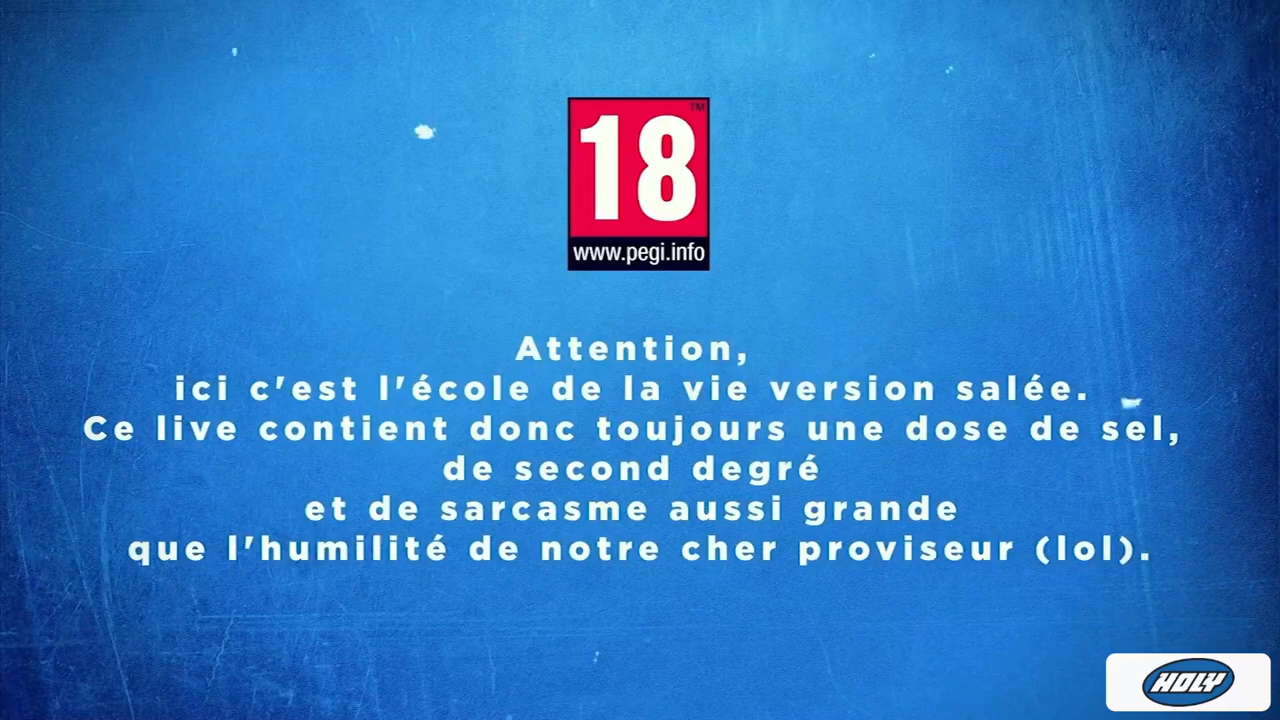 TM
18
www.pegi.info
Attention,
ici c'est l'école de la vie version salée.
Ce live contient donc toujours une dose de sel,
de second degré
et de sarcasme aussi grande
que l'humilité de notre cher proviseur (lol).
HOLY